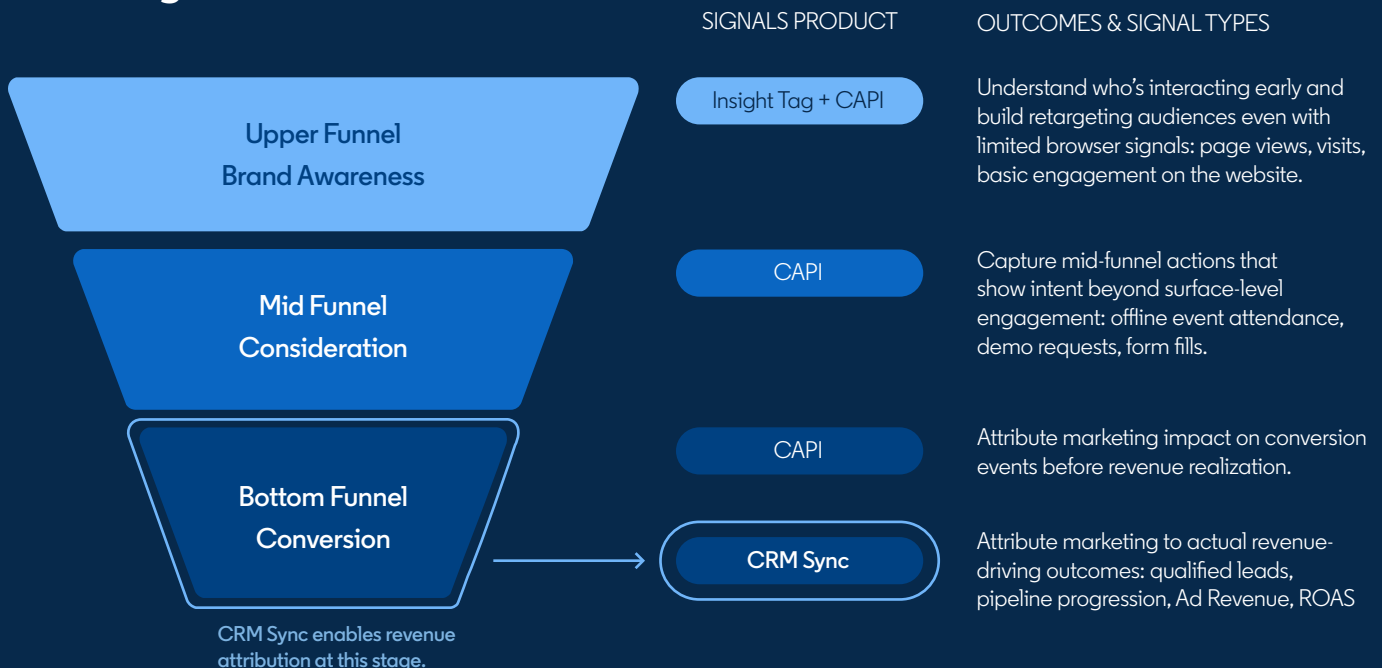 SIGNALS PRODUCT
OUTCOMES & SIGNAL TYPES
Upper Funnel
Brand Awareness
Insight Tag + CAPI
Understand who's interacting early and
build retargeting audiences even with
limited browser signals: page views, visits,
basic engagement on the website.
Mid Funnel
Consideration
CAPI
Capture mid-funnel actions that
show intent beyond surface-level
engagement: offline event attendance,
demo requests, form fills.
Bottom Funnel
Conversion
CAPI
Attribute marketing impact on conversion
events before revenue realization.
CRM Sync
Attribute marketing to actual revenue-
driving outcomes: qualified leads,
pipeline progression, Ad Revenue, ROAS
CRM Sync enables revenue
attribution at this stage.